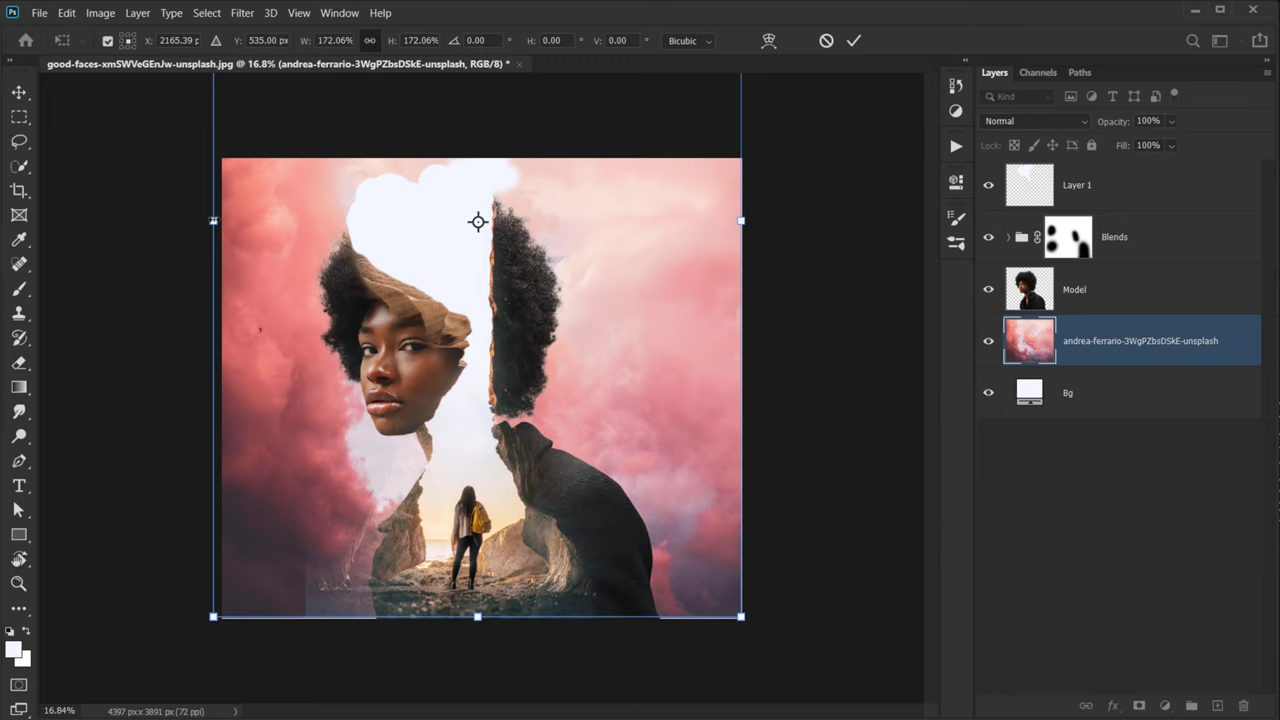 Ps File Edit Image Layer Type Select Filter 3D View Window Help
X: 2165.39 p Y: 535.00 px W: 172.06% H: 172.06% 0.00 ° H: 0.00 ° V: 0.00 ° Bicubic
good-faces-xmSWVeGEnJw-unsplash.jpg @ 16.8% (andrea-ferrario-3WgPZbsDSkE-unsplash, RGB/8) *
Layers Channels Paths
Kind
Normal Opacity: 100%
Lock: Fill: 100%
Layer 1
Blends
Model
andrea-ferrario-3WgPZbsDSkE-unsplash
Bg
16.84% 4397 px x 3891 px (72 ppi)